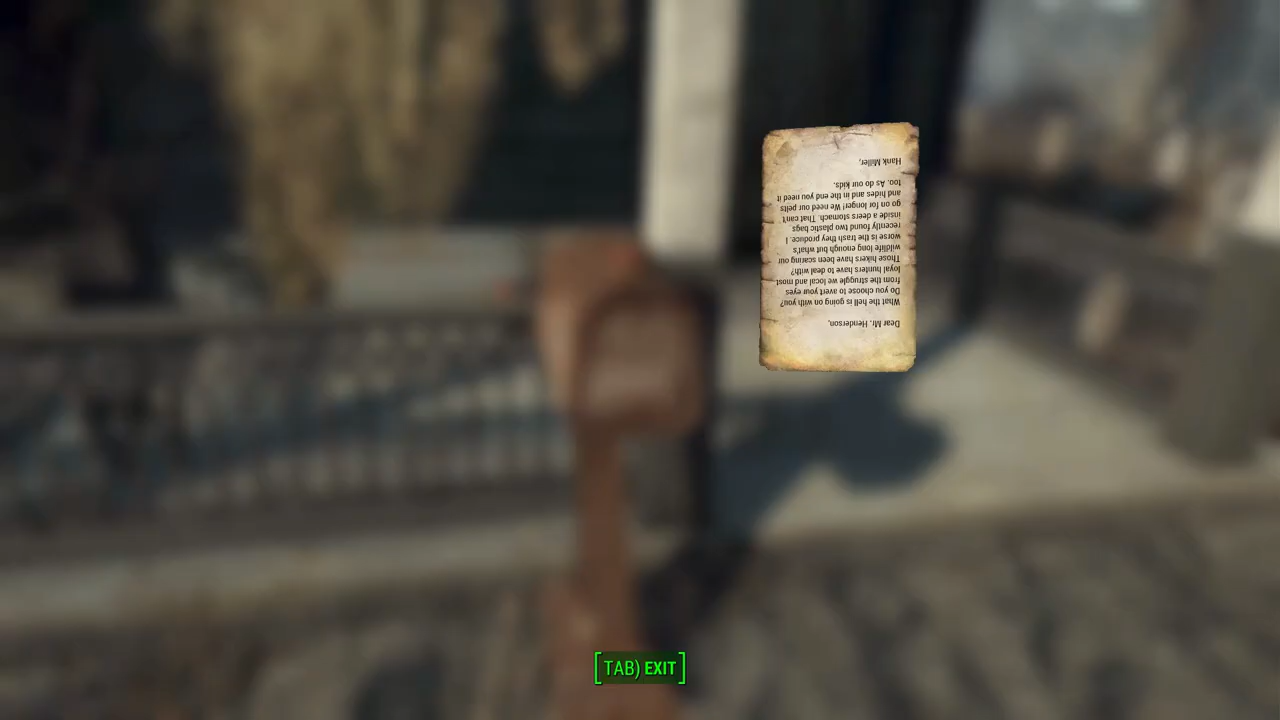 Dear Mr. Henderson,
What the hell is going on with you?
Do you choose to avert your eyes
from the struggle we local and most
loyal hunters have to deal with?
Those hikers have been scaring our
wildlife long enough but what's
worse is the trash they produce. I
recently found two plastic bags
inside a deers stomach. That can't
go on for longer! We need our pelts
and hides and in the end you need it
too. As do our kids.
Hank Miller,
[TAB) EXIT]